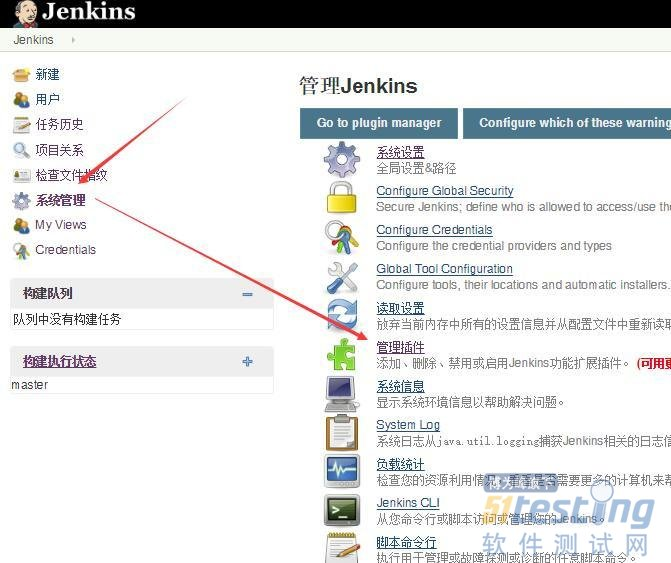 Jenkins
Jenkins
新建
用户
任务历史
项目关系
检查文件指纹
系统管理
My Views
Credentials
构建队列
队列中没有构建任务
构建执行状态
master
管理Jenkins
Go to plugin manager
Configure which of these warning
系统设置
全局设置&路径
Configure Global Security
Secure Jenkins; define who is allowed to access/use the
Configure Credentials
Configure the credential providers and types
Global Tool Configuration
Configure tools, their locations and automatic installers.
读取设置
放弃当前内存中所有的设置信息并从配置文件中重新读取
管理插件
添加、删除、禁用或启用Jenkins功能扩展插件。 (可用更
系统信息
显示系统环境信息以帮助解决问题。
System Log
系统日志从java.util.logging捕获Jenkins相关的日志信
负载统计
检查您的资源利用情况，看看是否需要更多的计算机来帮
Jenkins CLI
从您命令行或脚本访问或管理您的Jenkins。
脚本命令行
执行用于管理或故障探测或诊断的任意脚本命令。
51testing
软件测试网